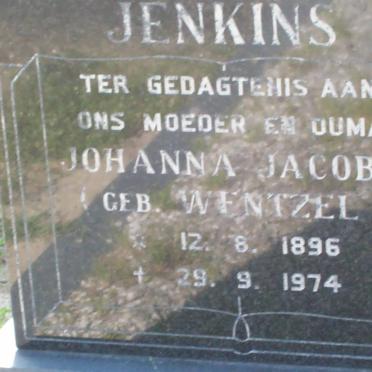 JENKINS
TER GEDAGTENIS AAN
ONS MOEDER EN OUMA
JOHANNA JACOB
( GEB. WENTZEL
* 12. 8. 1896
† 29. 9. 1974